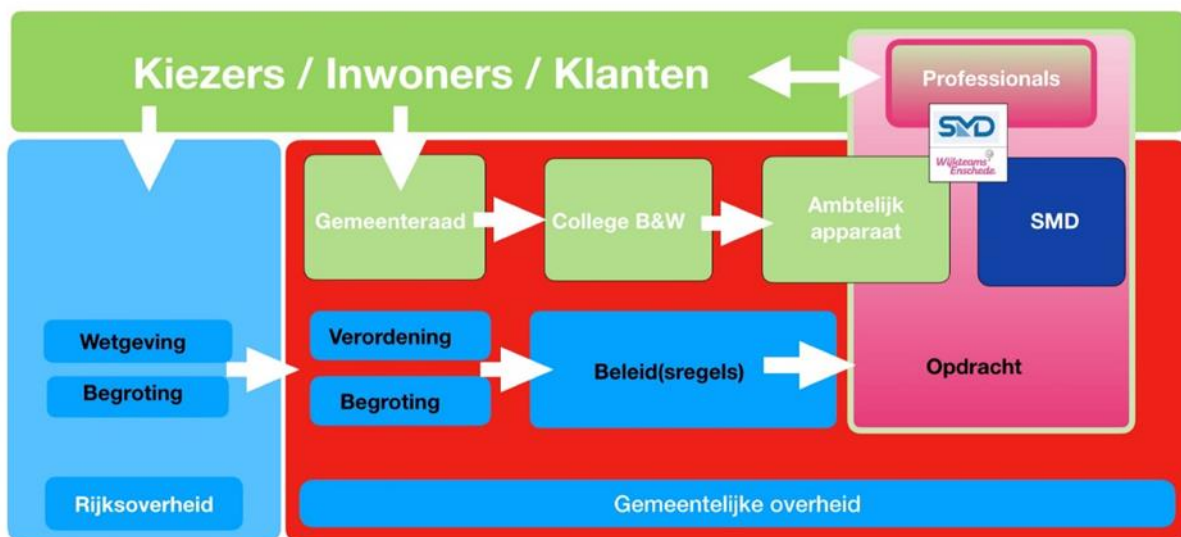 Kiezers / Inwoners / Klanten
Professionals
SMD
Wijkteams
Enschede
Gemeenteraad
College B&W
Ambtelijk
apparaat
SMD
Wetgeving
Begroting
Verordening
Begroting
Beleid(sregels)
Opdracht
Rijksoverheid
Gemeentelijke overheid